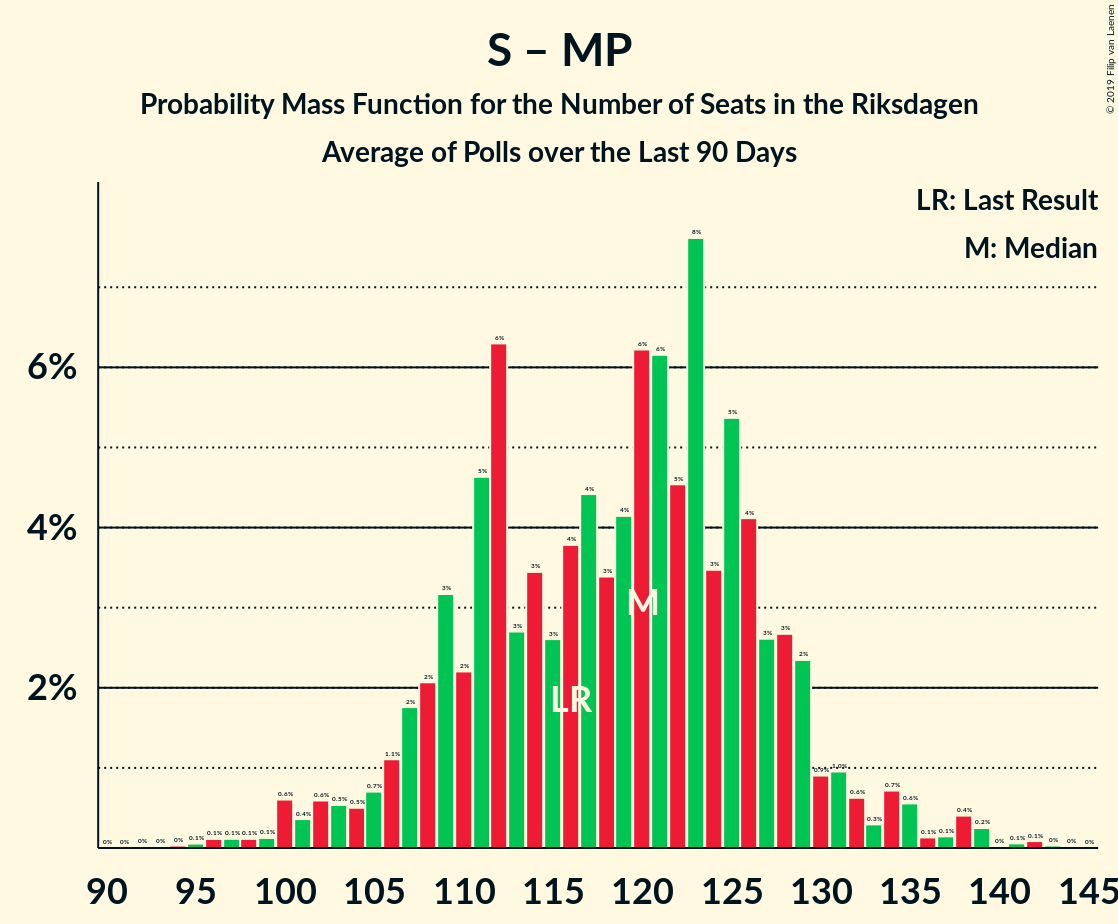 S – MP
Probability Mass Function for the Number of Seats in the Riksdagen
Average of Polls over the Last 90 Days
© 2019 Filip van Laenen
LR: Last Result
M: Median
6%
4%
2%
0% 0% 0% 0% 0% 0.1% 0.1% 0.1% 0.1% 0.1% 0.6% 0.4% 0.6% 0.5% 0.5% 0.7% 1.1% 2% 2% 3% 2% 5% 6% 3% 3% 3% 4% 4% 3% 4% 6% 6% 5% 8% 3% 5% 4% 3% 3% 2% 0.9% 1.0% 0.6% 0.3% 0.7% 0.6% 0.1% 0.1% 0.4% 0.2% 0% 0.1% 0.1% 0% 0% 0%
M
LR
90 95 100 105 110 115 120 125 130 135 140 145